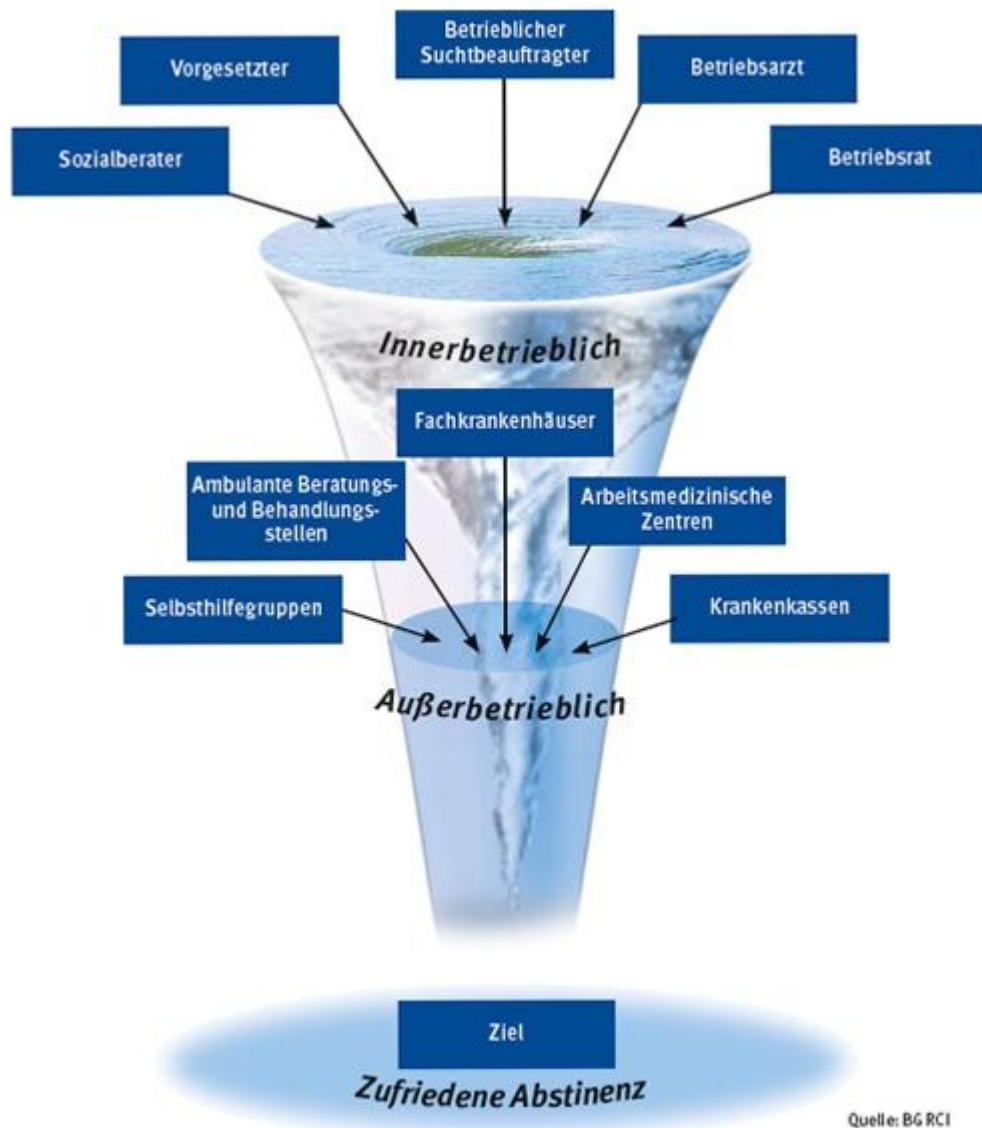 Betrieblicher
Suchtbeauftragter
Vorgesetzter
Betriebsarzt
Sozialberater
Betriebsrat
Innerbetrieblich
Fachkrankenhäuser
Ambulante Beratungs-
und Behandlungs-
stellen
Arbeitsmedizinische
Zentren
Selbsthilfegruppen
Krankenkassen
Außerbetrieblich
Ziel
Zufriedene Abstinenz
Quelle: BG RCI